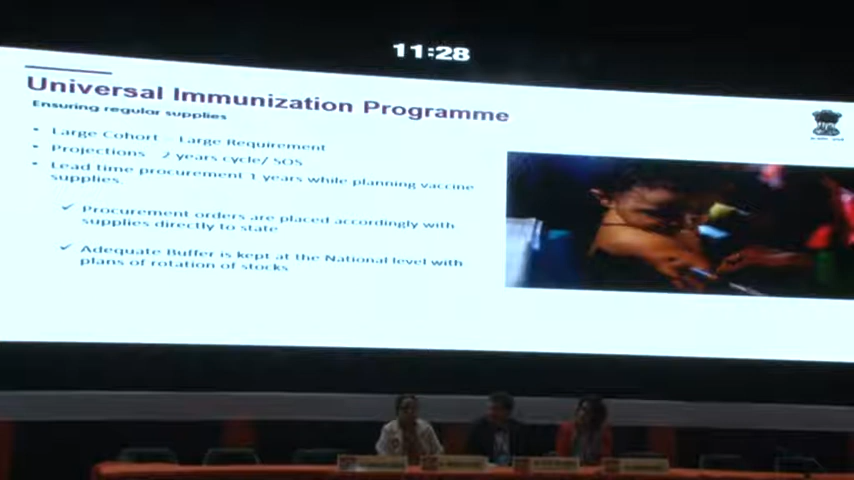 11:28
Universal Immunization Programme
Ensuring regular supplies
• Large Cohort – Large Requirement
• Projections – 2 years cycle/ SOS
• Lead time procurement 1 years while planning vaccine
supplies.
✓ Procurement orders are placed accordingly with
supplies directly to state
✓ Adequate Buffer is kept at the National level with
plans of rotation of stocks